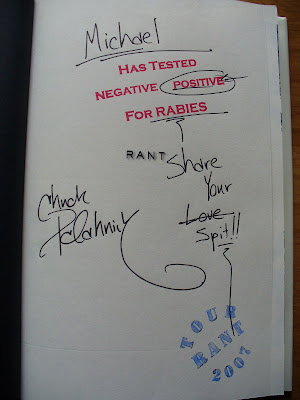 Michael
HAS TESTED
NEGATIVE POSITIVE
FOR RABIES
RANT
Share
Your
Love
Spit!!
Chuck
Palahniuk
TOUR
RANT
2007